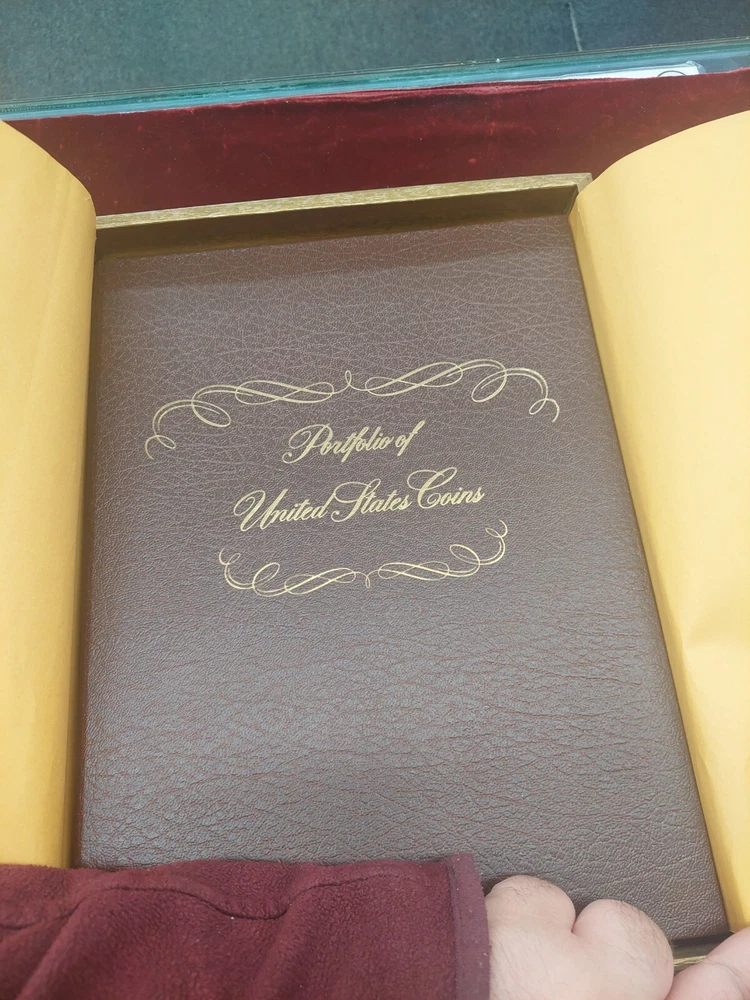 Portfolio of
United States Coins